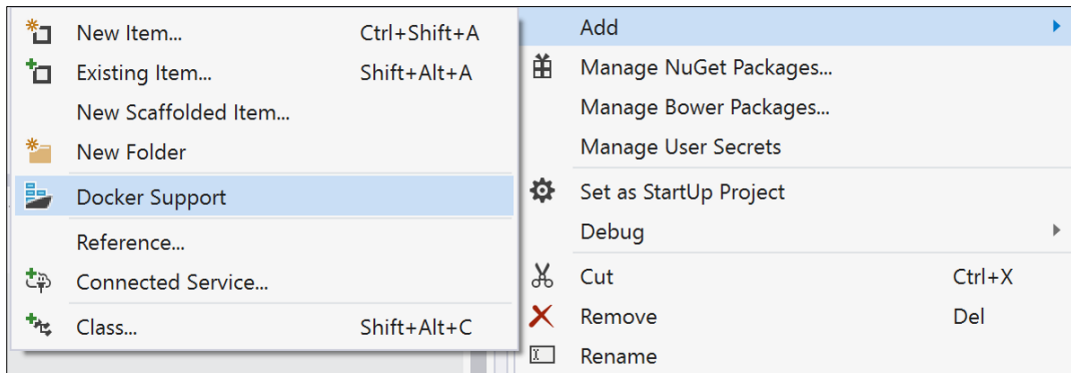 New Item... Ctrl+Shift+A
Existing Item... Shift+Alt+A
New Scaffolded Item...
New Folder
Docker Support
Reference...
Connected Service...
Class... Shift+Alt+C
Add
Manage NuGet Packages...
Manage Bower Packages...
Manage User Secrets
Set as StartUp Project
Debug
Cut Ctrl+X
Remove Del
Rename